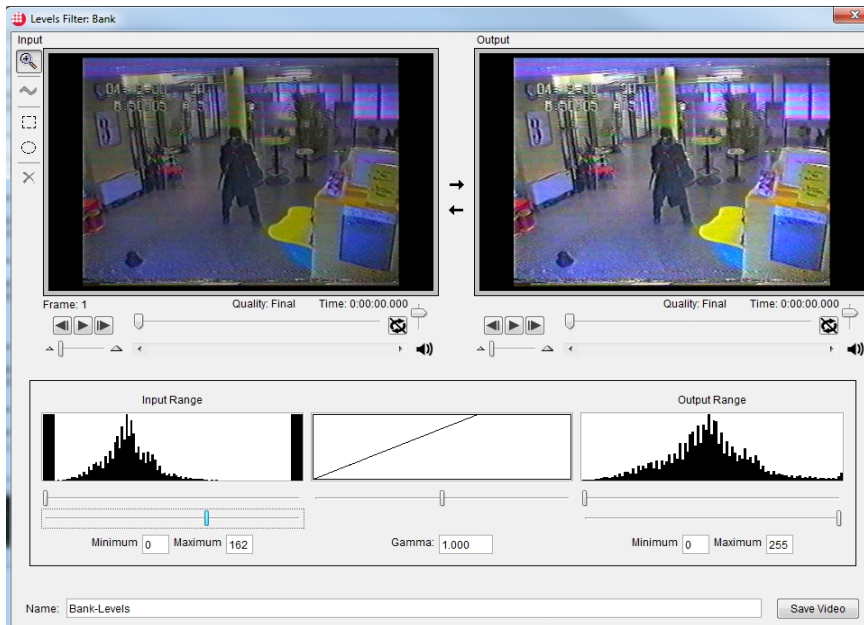 Levels Filter: Bank
Input
Output
Frame: 1
Quality: Final
Time: 0:00:00.000
Quality: Final
Time: 0:00:00.000
Input Range
Output Range
Minimum 0 Maximum 162
Gamma: 1.000
Minimum 0 Maximum 255
Name: Bank-Levels
Save Video